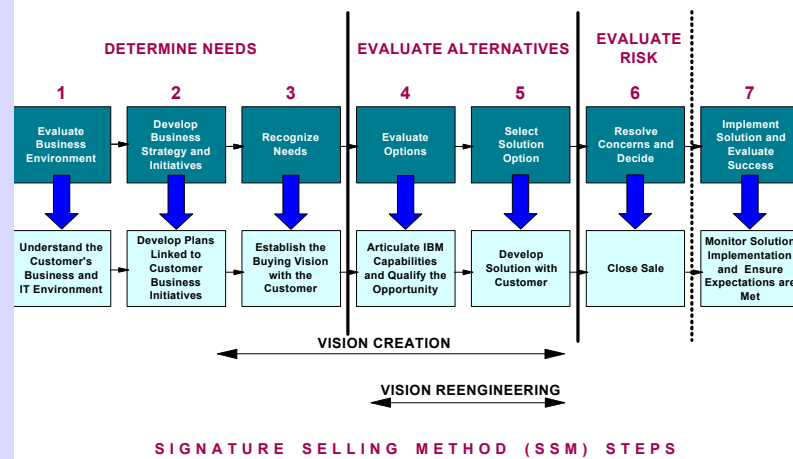 DETERMINE NEEDS
EVALUATE ALTERNATIVES
EVALUATE
RISK
1
2
3
4
5
6
7
Evaluate
Business
Environment
Develop
Business
Strategy and
Initiatives
Recognize
Needs
Evaluate
Options
Select
Solution
Option
Resolve
Concerns and
Decide
Implement
Solution and
Evaluate
Success
Understand the
Customer's
Business and
IT Environment
Develop Plans
Linked to
Customer
Business
Initiatives
Establish the
Buying Vision
with the
Customer
Articulate IBM
Capabilities
and Qualify the
Opportunity
Develop
Solution with
Customer
Close Sale
Monitor Solution
Implementation
and Ensure
Expectations are
Met
VISION CREATION
VISION REENGINEERING
SIGNATURE SELLING METHOD (SSM) STEPS